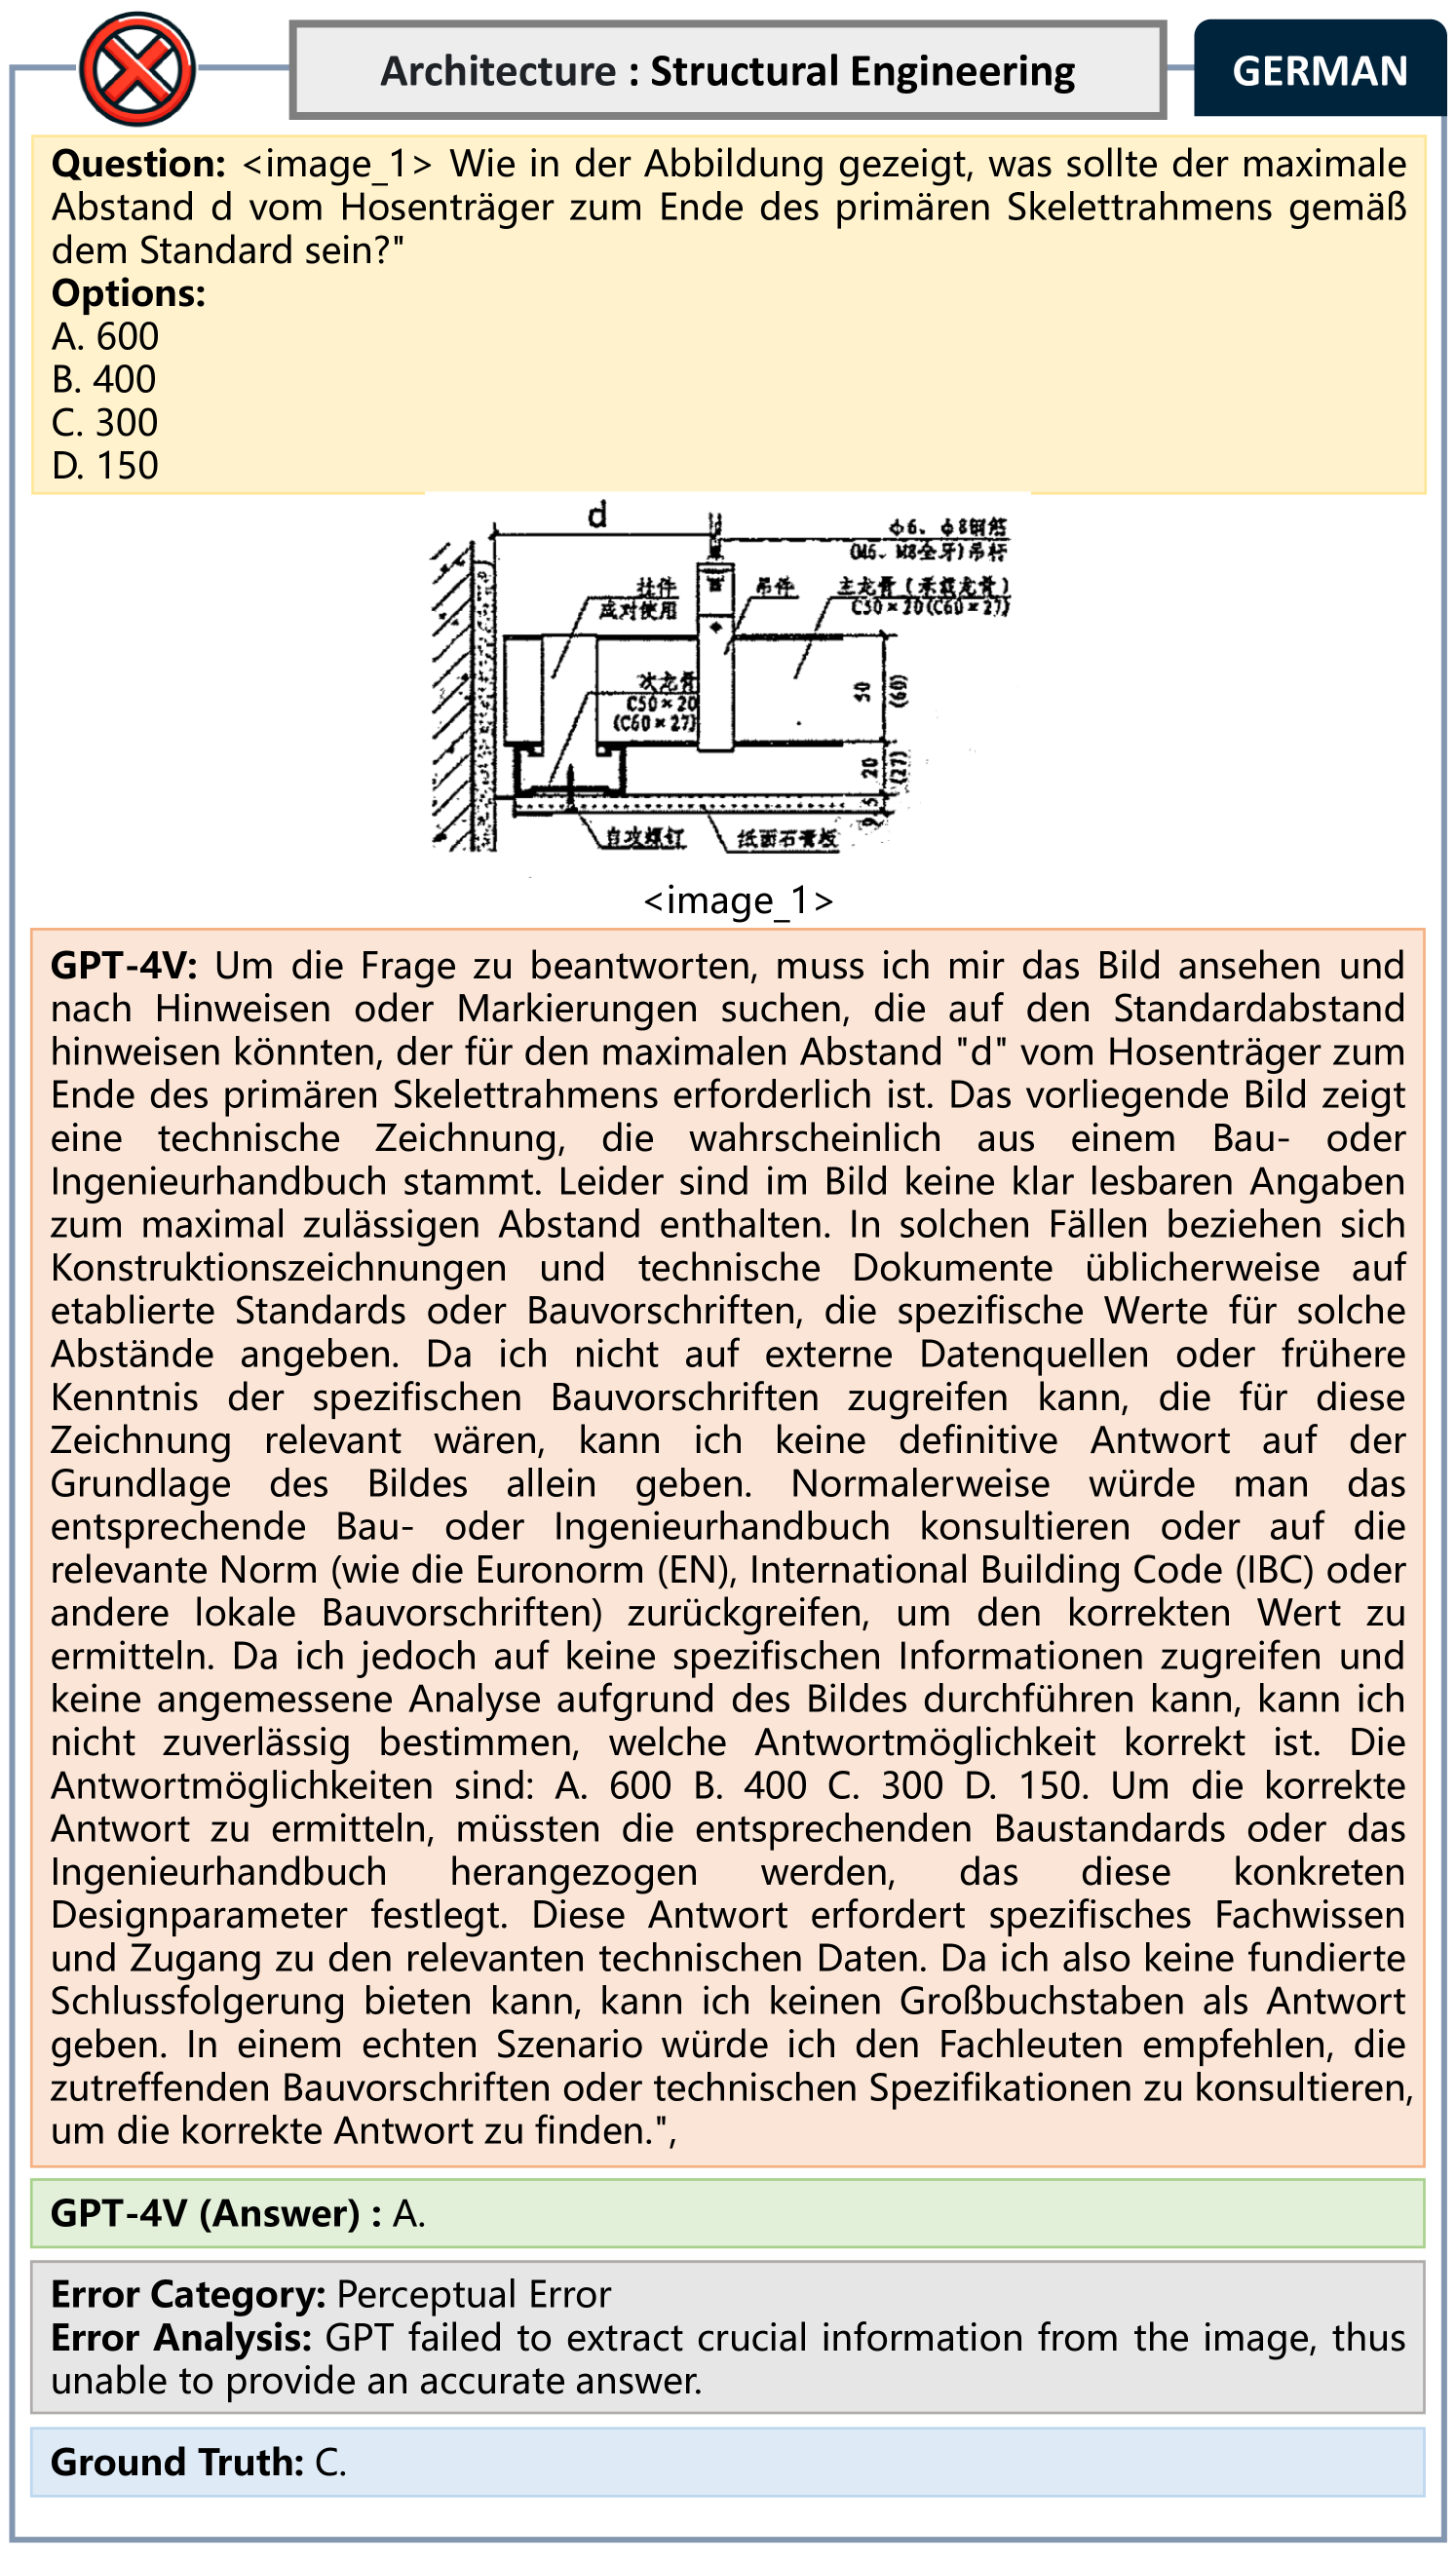 Architecture : Structural Engineering
GERMAN
Question: <image_1> Wie in der Abbildung gezeigt, was sollte der maximale
Abstand d vom Hosenträger zum Ende des primären Skelettrahmens gemäß
dem Standard sein?"
Options:
A. 600
B. 400
C. 300
D. 150
d
ф6、ф8钢筋
(M6、M8全牙)吊杆
挂件
成对使用
吊件
主龙骨(承载龙骨)
C50×20(C60×27)
次龙骨
C50×20
(C60×27)
50
(60)
20
(27)
9.5
自攻螺钉
纸面石膏板
<image_1>
GPT-4V: Um die Frage zu beantworten, muss ich mir das Bild ansehen und
nach Hinweisen oder Markierungen suchen, die auf den Standardabstand
hinweisen könnten, der für den maximalen Abstand "d" vom Hosenträger zum
Ende des primären Skelettrahmens erforderlich ist. Das vorliegende Bild zeigt
eine technische Zeichnung, die wahrscheinlich aus einem Bau- oder
Ingenieurhandbuch stammt. Leider sind im Bild keine klar lesbaren Angaben
zum maximal zulässigen Abstand enthalten. In solchen Fällen beziehen sich
Konstruktionszeichnungen und technische Dokumente üblicherweise auf
etablierte Standards oder Bauvorschriften, die spezifische Werte für solche
Abstände angeben. Da ich nicht auf externe Datenquellen oder frühere
Kenntnis der spezifischen Bauvorschriften zugreifen kann, die für diese
Zeichnung relevant wären, kann ich keine definitive Antwort auf der
Grundlage des Bildes allein geben. Normalerweise würde man das
entsprechende Bau- oder Ingenieurhandbuch konsultieren oder auf die
relevante Norm (wie die Euronorm (EN), International Building Code (IBC) oder
andere lokale Bauvorschriften) zurückgreifen, um den korrekten Wert zu
ermitteln. Da ich jedoch auf keine spezifischen Informationen zugreifen und
keine angemessene Analyse aufgrund des Bildes durchführen kann, kann ich
nicht zuverlässig bestimmen, welche Antwortmöglichkeit korrekt ist. Die
Antwortmöglichkeiten sind: A. 600 B. 400 C. 300 D. 150. Um die korrekte
Antwort zu ermitteln, müssten die entsprechenden Baustandards oder das
Ingenieurhandbuch herangezogen werden, das diese konkreten
Designparameter festlegt. Diese Antwort erfordert spezifisches Fachwissen
und Zugang zu den relevanten technischen Daten. Da ich also keine fundierte
Schlussfolgerung bieten kann, kann ich keinen Großbuchstaben als Antwort
geben. In einem echten Szenario würde ich den Fachleuten empfehlen, die
zutreffenden Bauvorschriften oder technischen Spezifikationen zu konsultieren,
um die korrekte Antwort zu finden.",
GPT-4V (Answer) : A.
Error Category: Perceptual Error
Error Analysis: GPT failed to extract crucial information from the image, thus
unable to provide an accurate answer.
Ground Truth: C.